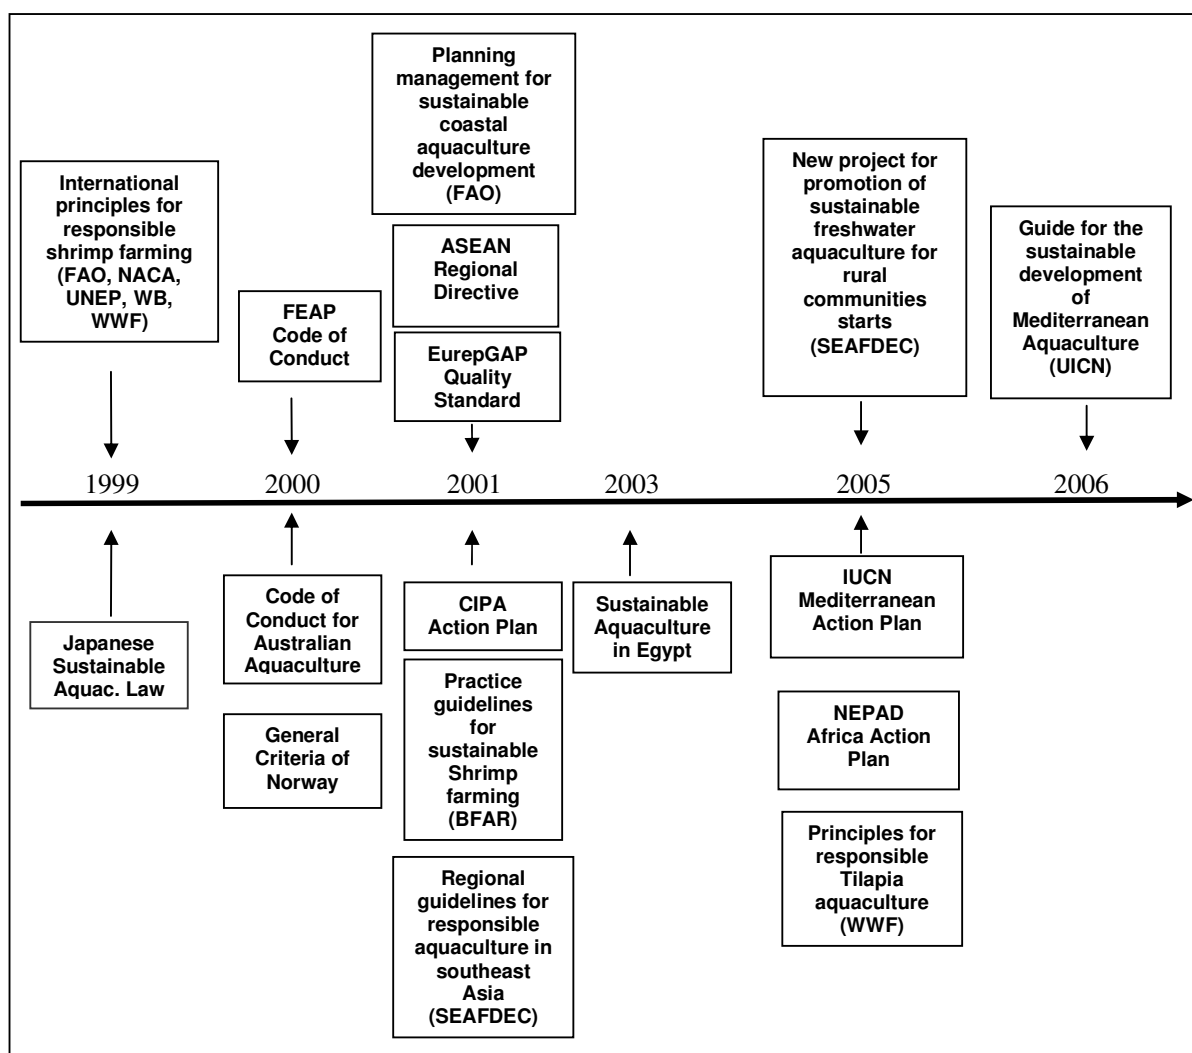 Planning
management for
sustainable
coastal
aquaculture
development
(FAO)
International
principles for
responsible
shrimp farming
(FAO, NACA,
UNEP, WB,
WWF)
FEAP
Code of
Conduct
ASEAN
Regional
Directive
EurepGAP
Quality
Standard
New project for
promotion of
sustainable
freshwater
aquaculture for
rural
communities
starts
(SEAFDEC)
Guide for the
sustainable
development
of
Mediterranean
Aquaculture
(UICN)
1999
2000
2001
2003
2005
2006
Japanese
Sustainable
Aquac. Law
Code of
Conduct for
Australian
Aquaculture
General
Criteria of
Norway
CIPA
Action Plan
Practice
guidelines
for
sustainable
Shrimp
farming
(BFAR)
Regional
guidelines for
responsible
aquaculture in
southeast
Asia
(SEAFDEC)
Sustainable
Aquaculture
in Egypt
IUCN
Mediterranean
Action Plan
NEPAD
Africa Action
Plan
Principles for
responsible
Tilapia
aquaculture
(WWF)